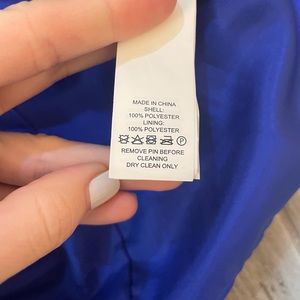 MADE IN CHINA
SHELL:
100% POLYESTER
LINING:
100% POLYESTER
P
REMOVE PIN BEFORE
CLEANING
DRY CLEAN ONLY